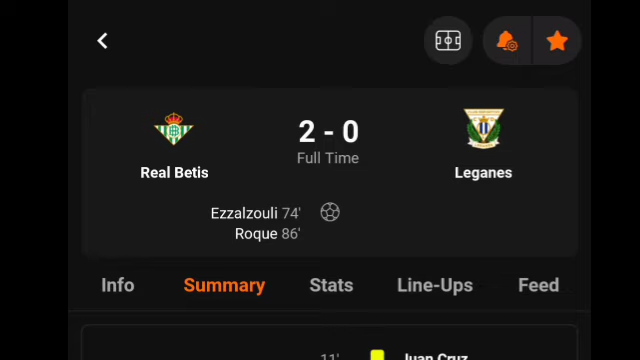 2 - 0
Full Time
Real Betis
Leganes
Ezzalzouli 74'
Roque 86'
Info Summary Stats Line-Ups Feed
11' Juan Cruz